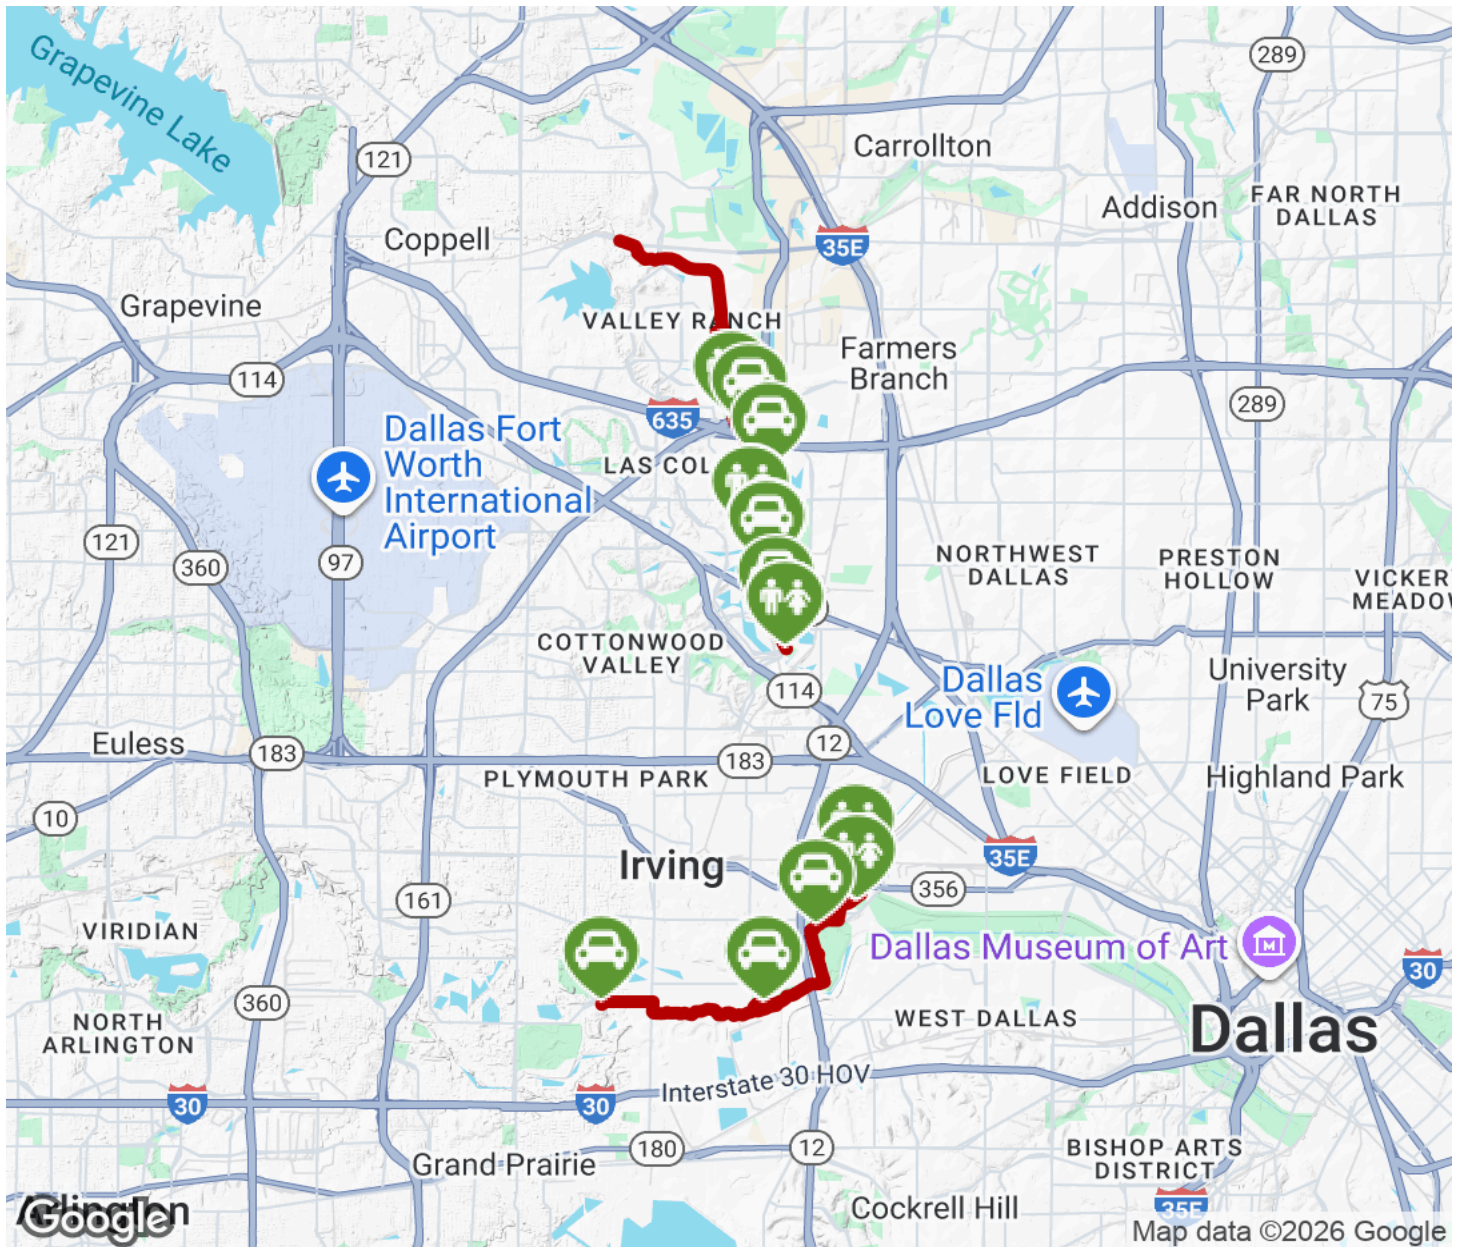 Grapevine Lake
289
121
Carrollton
Addison
FAR NORTH
DALLAS
Coppell
35E
Grapevine
VALLEY RANCH
Farmers
Branch
114
289
635
Dallas Fort
Worth
International
Airport
LAS COL
121
360
97
NORTHWEST
DALLAS
PRESTON
HOLLOW
COTTONWOOD
VALLEY
University
Park
Dallas
Love Fld
114
75
Euless
183
12
183
PLYMOUTH PARK
LOVE FIELD
Highland Park
10
35E
Irving
356
161
VIRIDIAN
Dallas Museum of Art
30
360
NORTH
ARLINGTON
WEST DALLAS
Dallas
Interstate 30 HOV
30
30
180
12
BISHOP ARTS
DISTRICT
Grand Prairie
Cockrell Hill
35E
Arlington
Google
Map data ©2026 Google